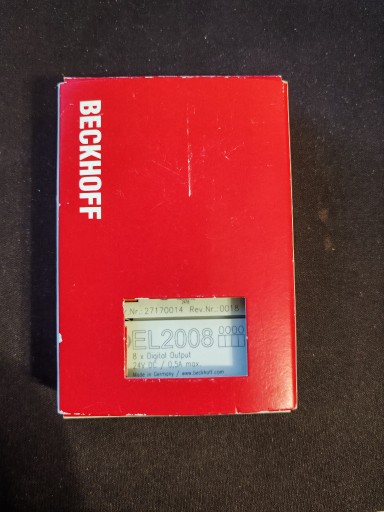 BECKHOFF
Nr.:27170014 Rev.Nr.:0018
EL2008
8 x Digital Output
24V DC / 0.5A max
Made in Germany / www.beckhoff.com